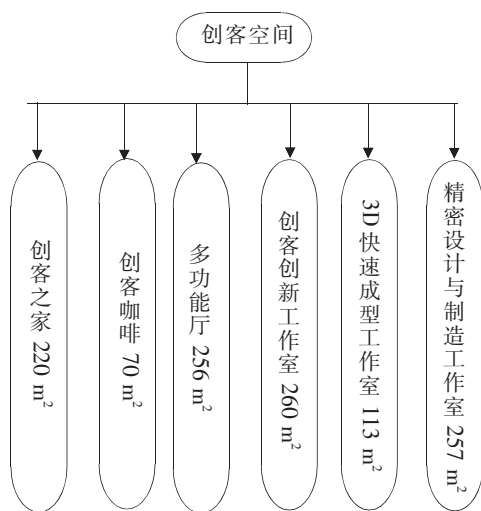 创客空间
创客之家 220 m²
创客咖啡 70 m²
多功能厅 256 m²
创客创新工作室 260 m²
3D 快速成型工作室 113 m²
精密设计与制造工作室 257 m²